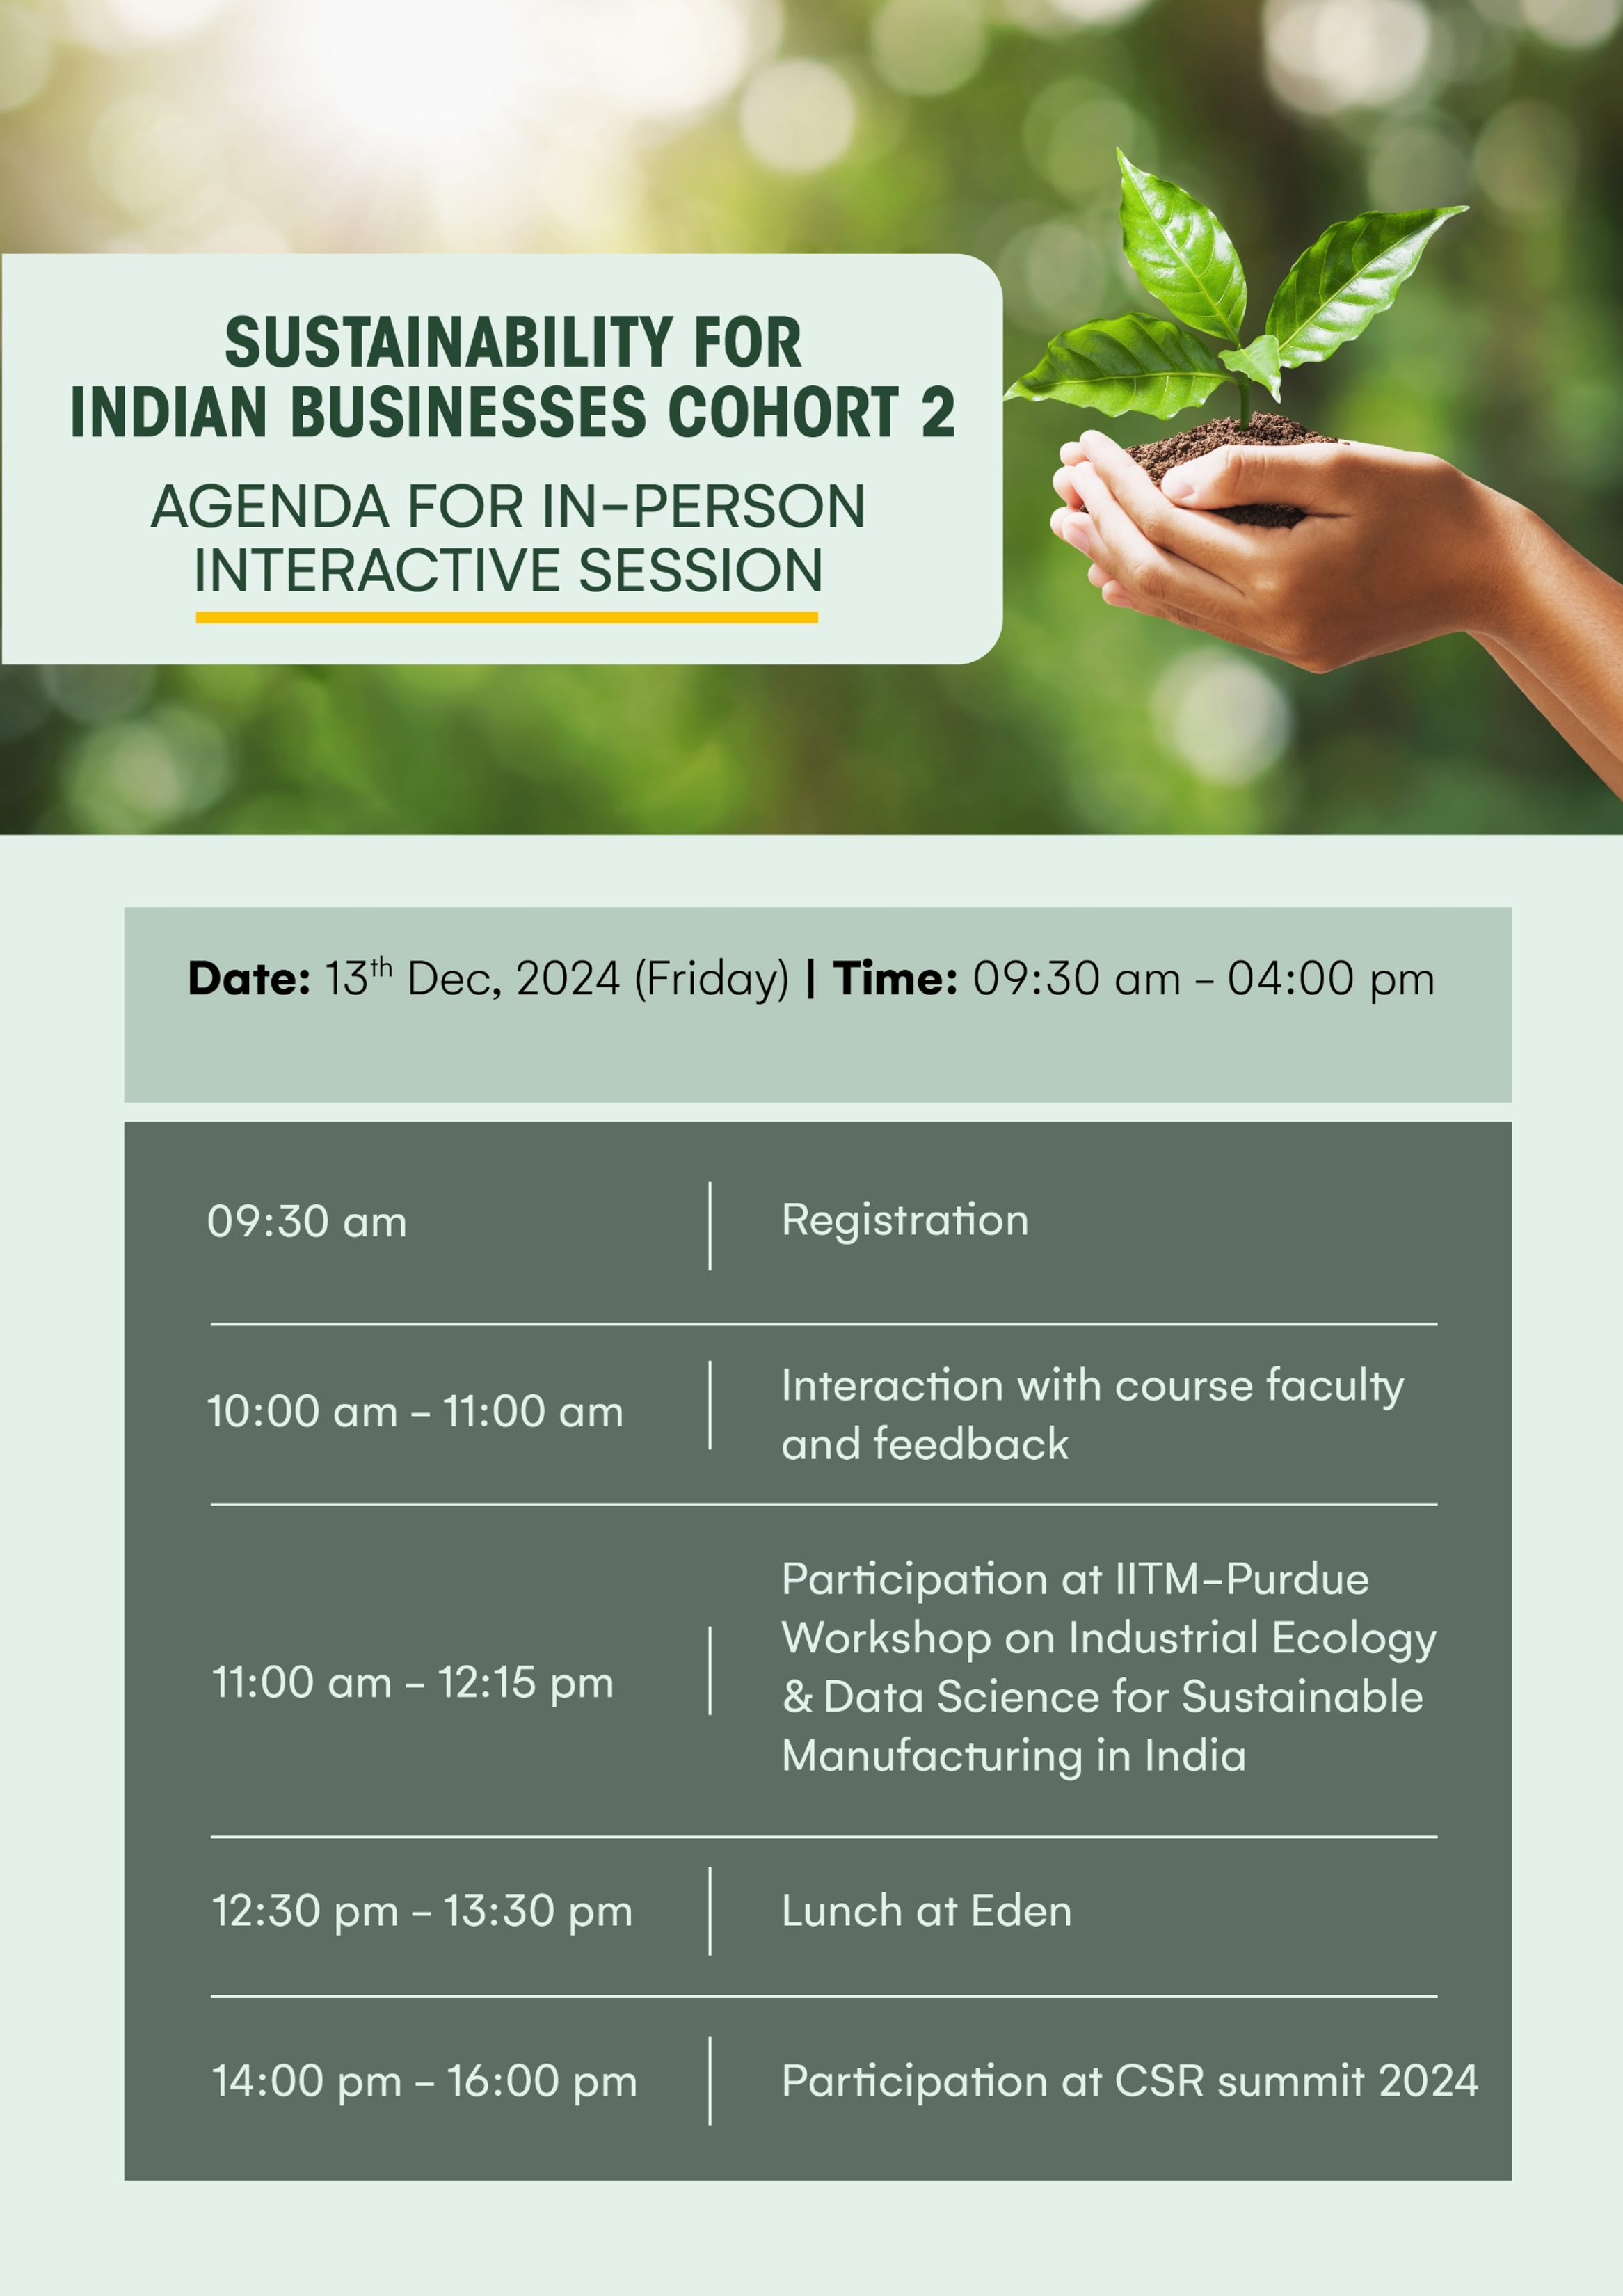 SUSTAINABILITY FOR
INDIAN BUSINESSES COHORT 2
AGENDA FOR IN-PERSON
INTERACTIVE SESSION
Date: 13th Dec, 2024 (Friday) | Time: 09:30 am - 04:00 pm
09:30 am
Registration
10:00 am - 11:00 am
Interaction with course faculty
and feedback
11:00 am - 12:15 pm
Participation at IITM-Purdue
Workshop on Industrial Ecology
& Data Science for Sustainable
Manufacturing in India
12:30 pm - 13:30 pm
Lunch at Eden
14:00 pm - 16:00 pm
Participation at CSR summit 2024